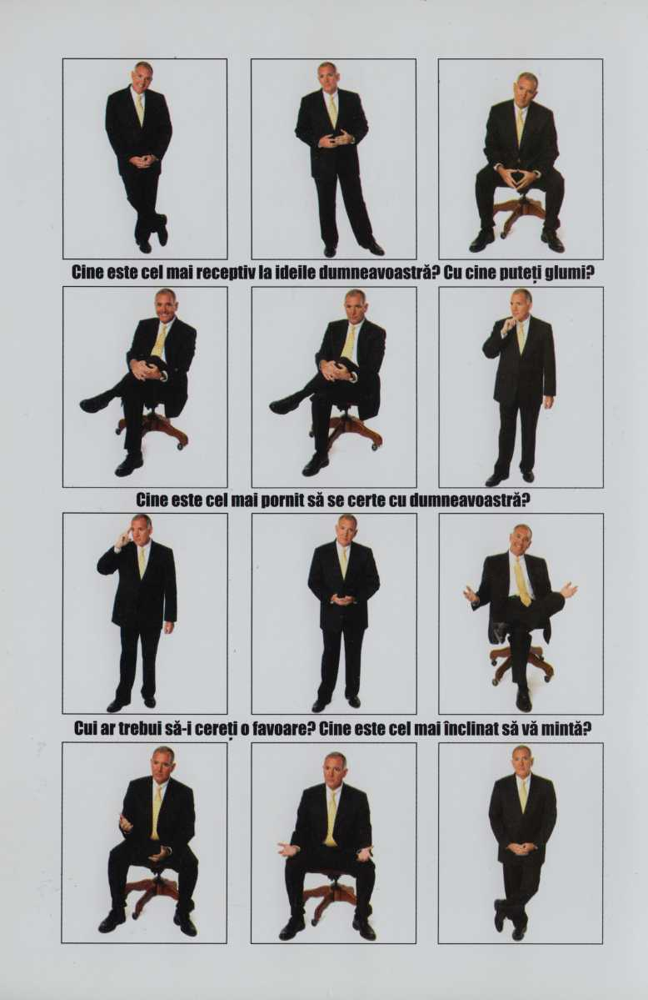 Cine este cel mai receptiv la ideile dumneavoastră? Cu cine puteți glumi?
Cine este cel mai pornit să se certe cu dumneavoastră?
Cui ar trebui să-i cereți o favoare? Cine este cel mai înclinat să vă mintă?